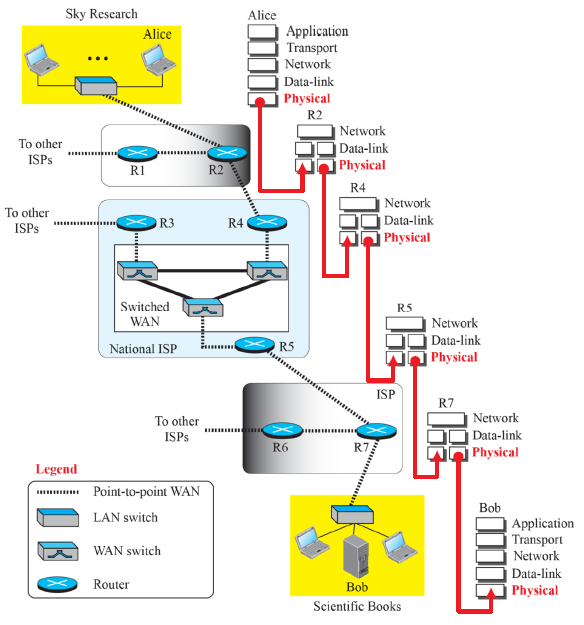 Sky Research
Alice
Alice
Application
Transport
Network
Data-link
Physical
To other
ISPs
R1
R2
R2
Network
Data-link
Physical
To other
ISPs
R3
R4
R4
Network
Data-link
Physical
Switched
WAN
National ISP
R5
R5
Network
Data-link
Physical
ISP
To other
ISPs
R6
R7
R7
Network
Data-link
Physical
Legend
Point-to-point WAN
LAN switch
WAN switch
Router
Bob
Scientific Books
Bob
Application
Transport
Network
Data-link
Physical